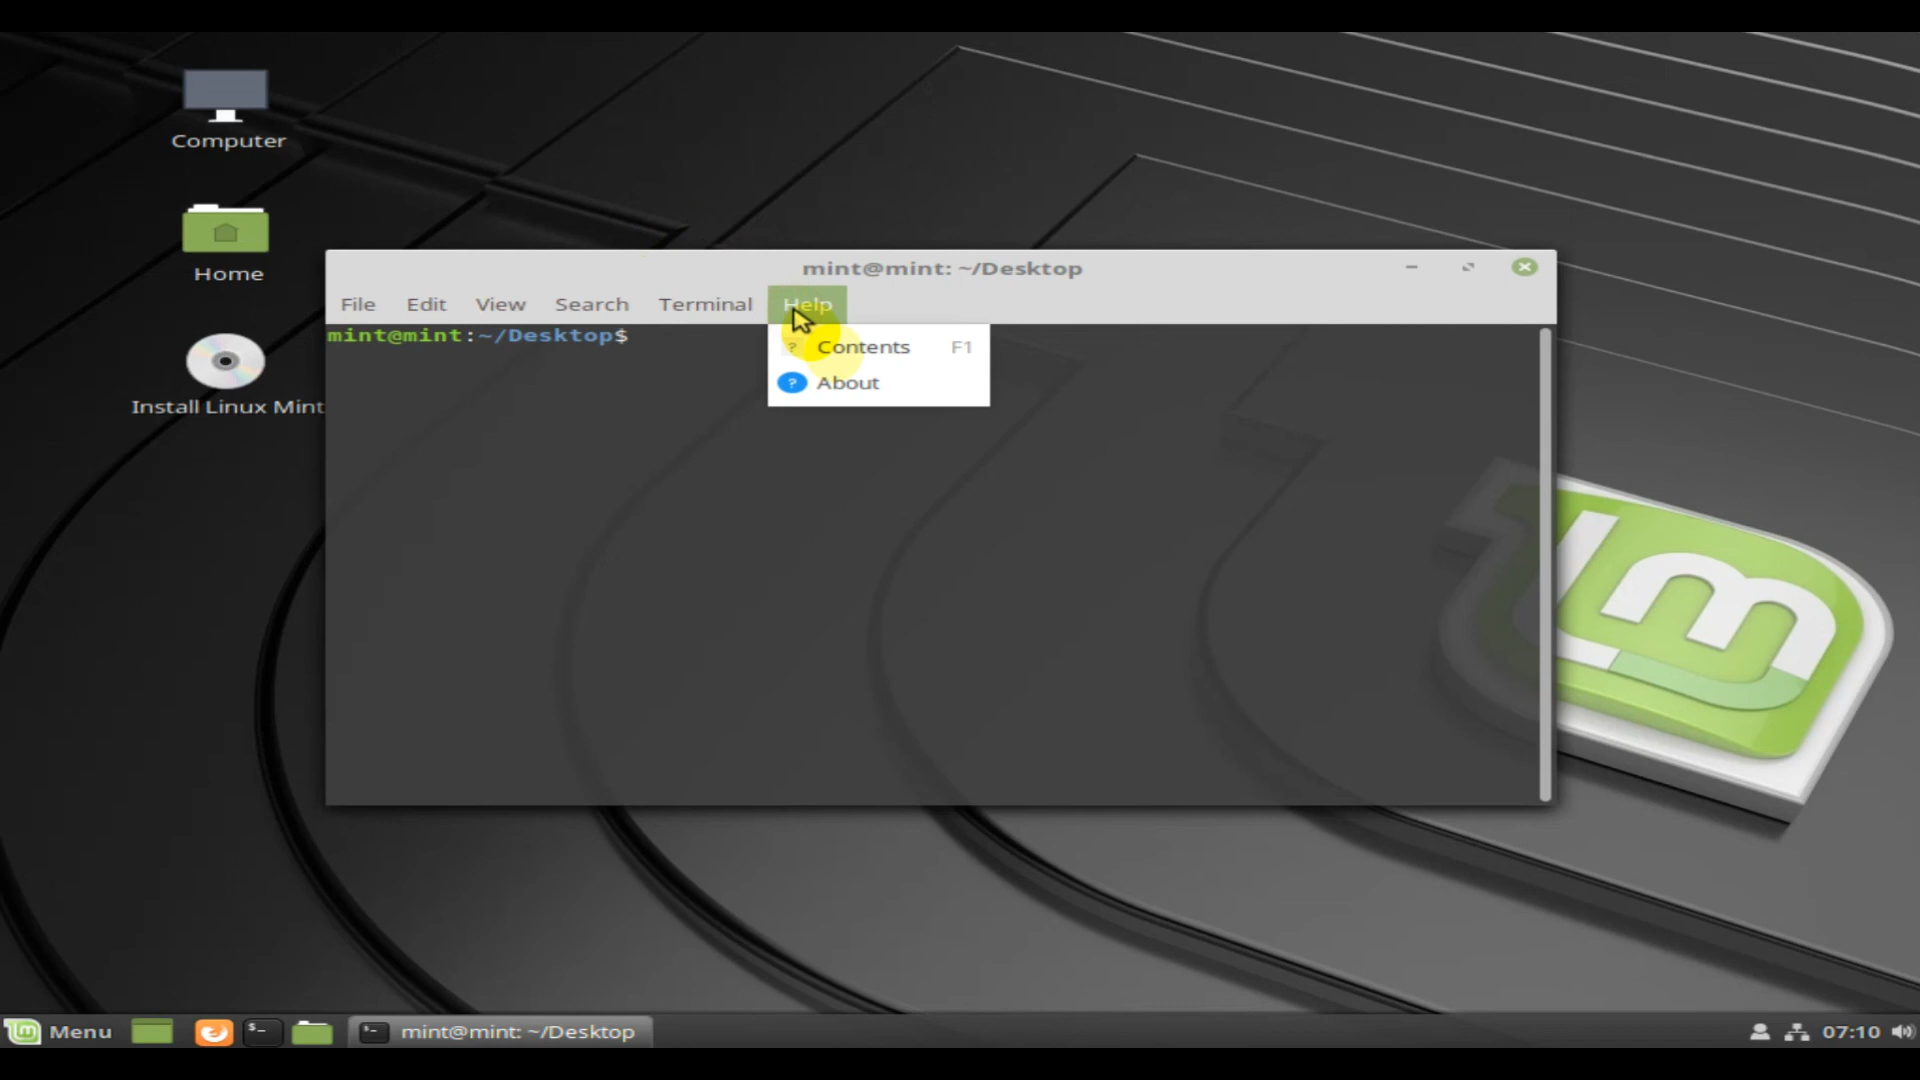 Computer
Home
Install Linux Mint
mint@mint: ~/Desktop
File Edit View Search Terminal Help
mint@mint:~/Desktop$
Contents F1
About
Menu
mint@mint: ~/Desktop
07:10